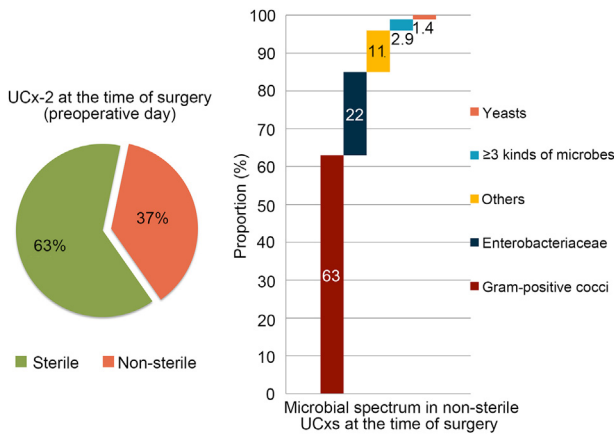 UCx-2 at the time of surgery
(preoperative day)
63%
37%
Sterile
Non-sterile
Proportion (%)
100
90
80
70
60
50
40
30
20
10
0
63
22
11
2.9
1.4
Yeasts
≥3 kinds of microbes
Others
Enterobacteriaceae
Gram-positive cocci
Microbial spectrum in non-sterile
UCxs at the time of surgery